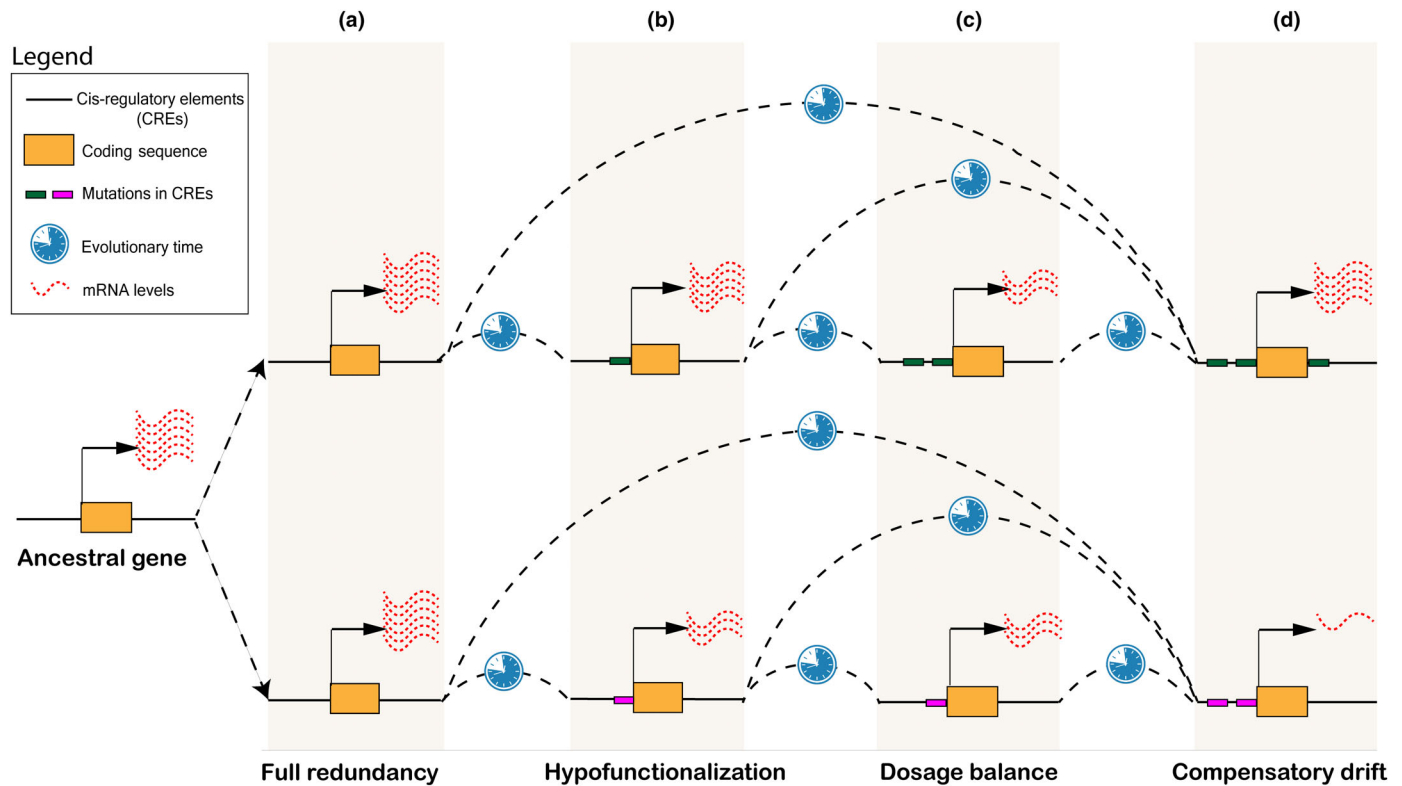 (a) (b) (c) (d)
Legend
Cis-regulatory elements
(CREs)
Coding sequence
Mutations in CREs
Evolutionary time
mRNA levels
Ancestral gene
Full redundancy Hypofunctionalization Dosage balance Compensatory drift